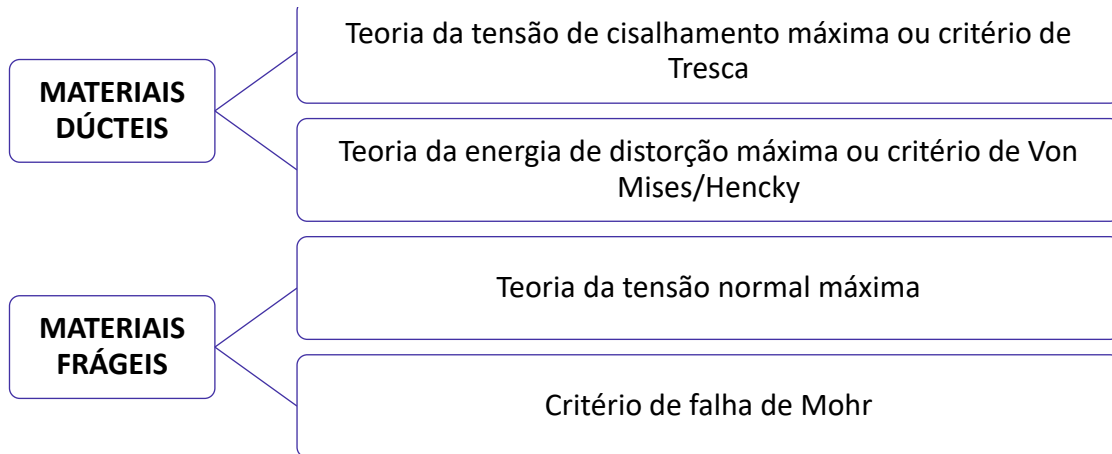 Teoria da tensão de cisalhamento máxima ou critério de
Tresca
MATERIAIS
DÚCTEIS
Teoria da energia de distorção máxima ou critério de Von
Mises/Hencky
Teoria da tensão normal máxima
MATERIAIS
FRÁGEIS
Critério de falha de Mohr